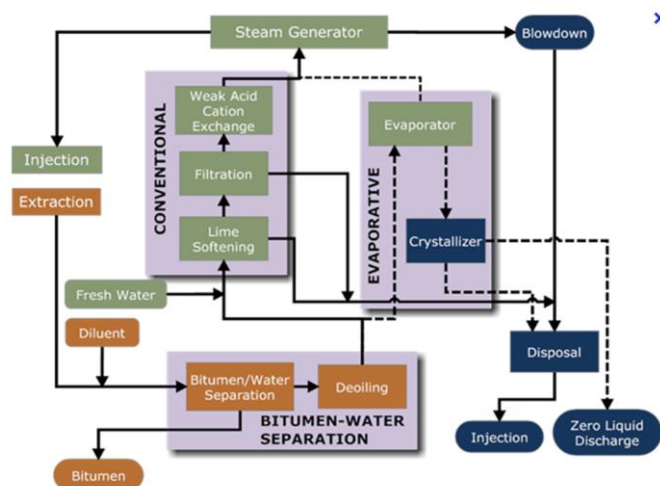 Steam Generator
Blowdown
Weak Acid
Cation
Exchange
CONVENTIONAL
Filtration
Lime
Softening
Evaporator
EVAPORATIVE
Crystallizer
Injection
Extraction
Fresh Water
Diluent
Bitumen/Water
Separation
Deoiling
BITUMEN-WATER
SEPARATION
Bitumen
Disposal
Injection
Zero Liquid
Discharge